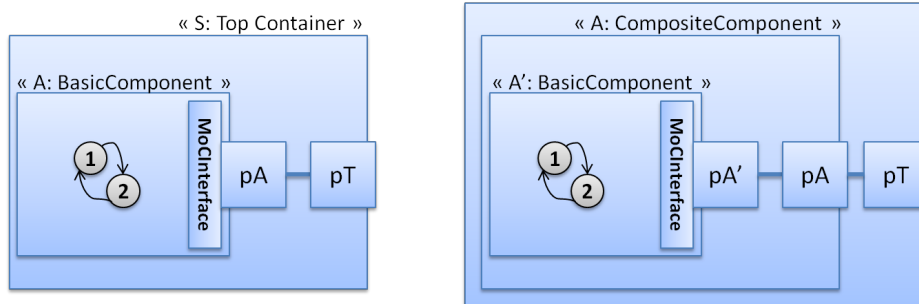 « S: Top Container »
« A: BasicComponent »
1
2
MoCInterface
pA
pT
« A: CompositeComponent »
« A’: BasicComponent »
1
2
MoCInterface
pA’
pA
pT